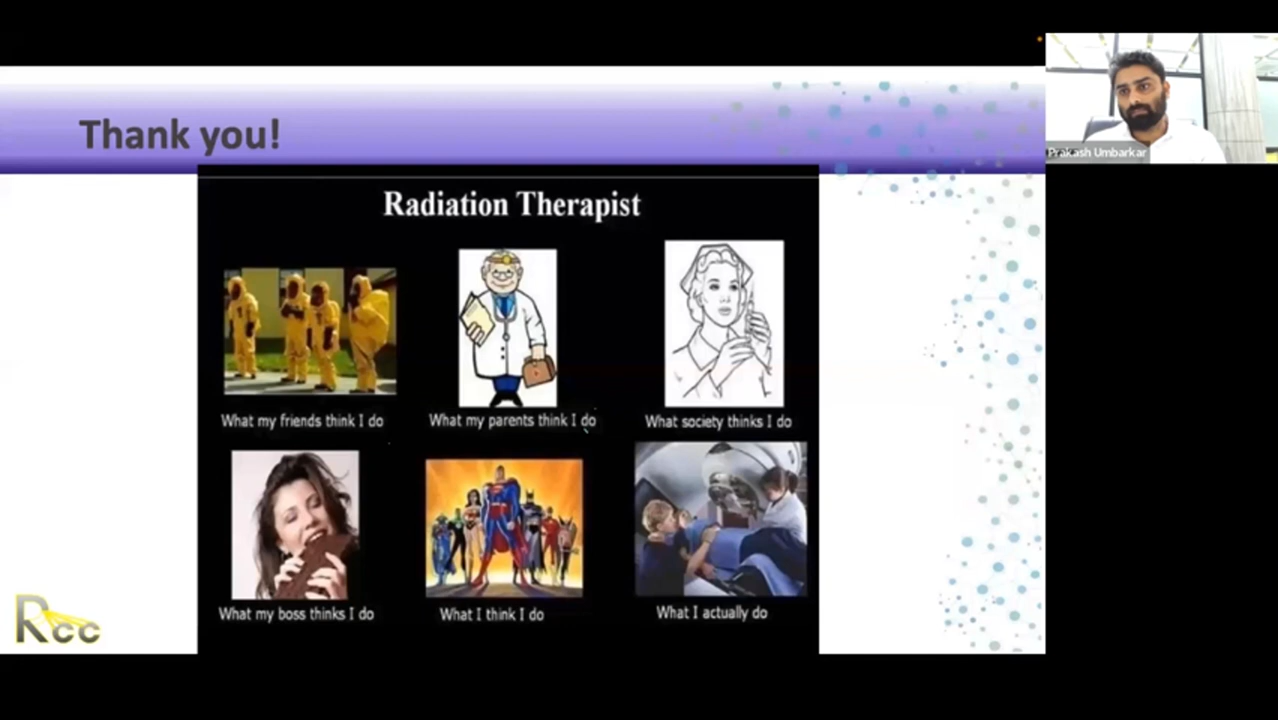 Thank you!
Prakash Umbarkar
Radiation Therapist
What my friends think I do
What my parents think I do
What society thinks I do
What my boss thinks I do
What I think I do
What I actually do
Rcc